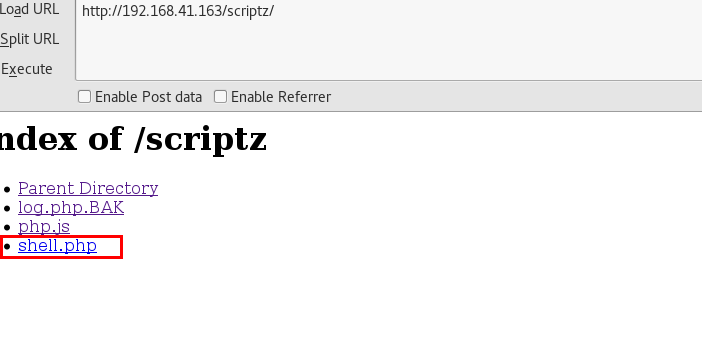 Load URL
http://192.168.41.163/scriptz/
Split URL
Execute
Enable Post data
Enable Referrer
ndex of /scriptz
Parent Directory
log.php.BAK
php.js
shell.php